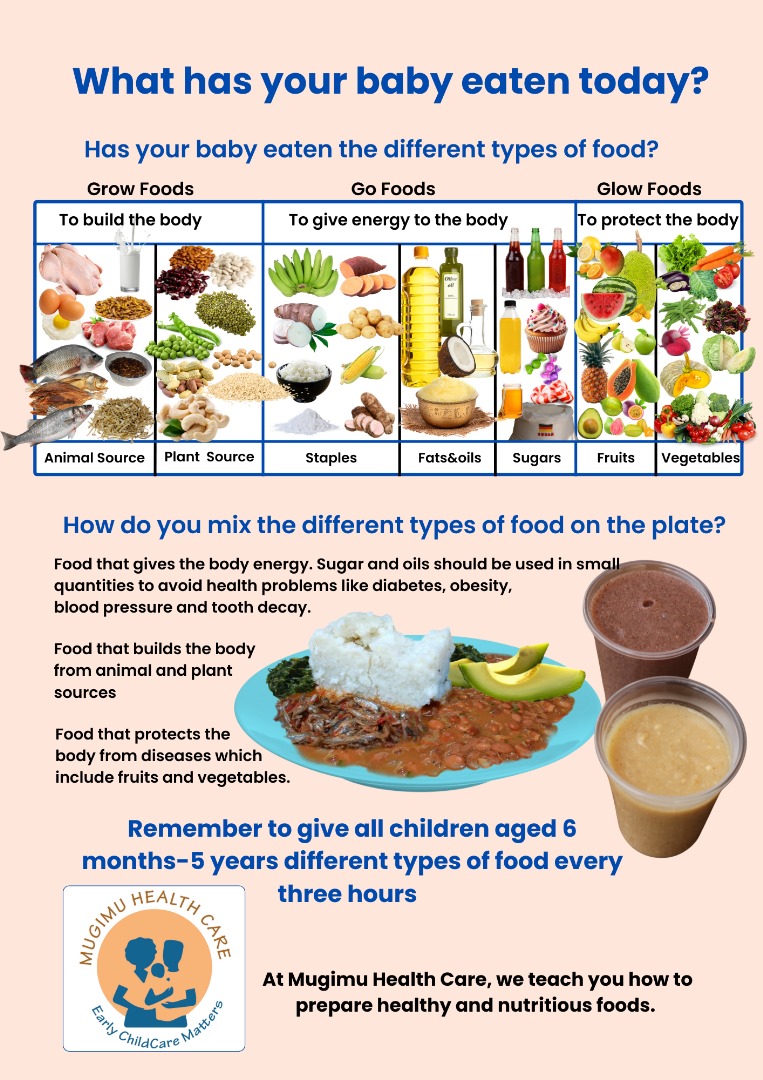 What has your baby eaten today?
Has your baby eaten the different types of food?
Grow Foods
Go Foods
Glow Foods
To build the body
To give energy to the body
To protect the body
Olive
oil
SUGAR
Animal Source
Plant Source
Staples
Fats&oils
Sugars
Fruits
Vegetables
How do you mix the different types of food on the plate?
Food that gives the body energy. Sugar and oils should be used in small
quantities to avoid health problems like diabetes, obesity,
blood pressure and tooth decay.
Food that builds the body
from animal and plant
sources
Food that protects the
body from diseases which
include fruits and vegetables.
Remember to give all children aged 6
months-5 years different types of food every
three hours
MUGIMU HEALTH CARE
Early ChildCare Matters
At Mugimu Health Care, we teach you how to
prepare healthy and nutritious foods.